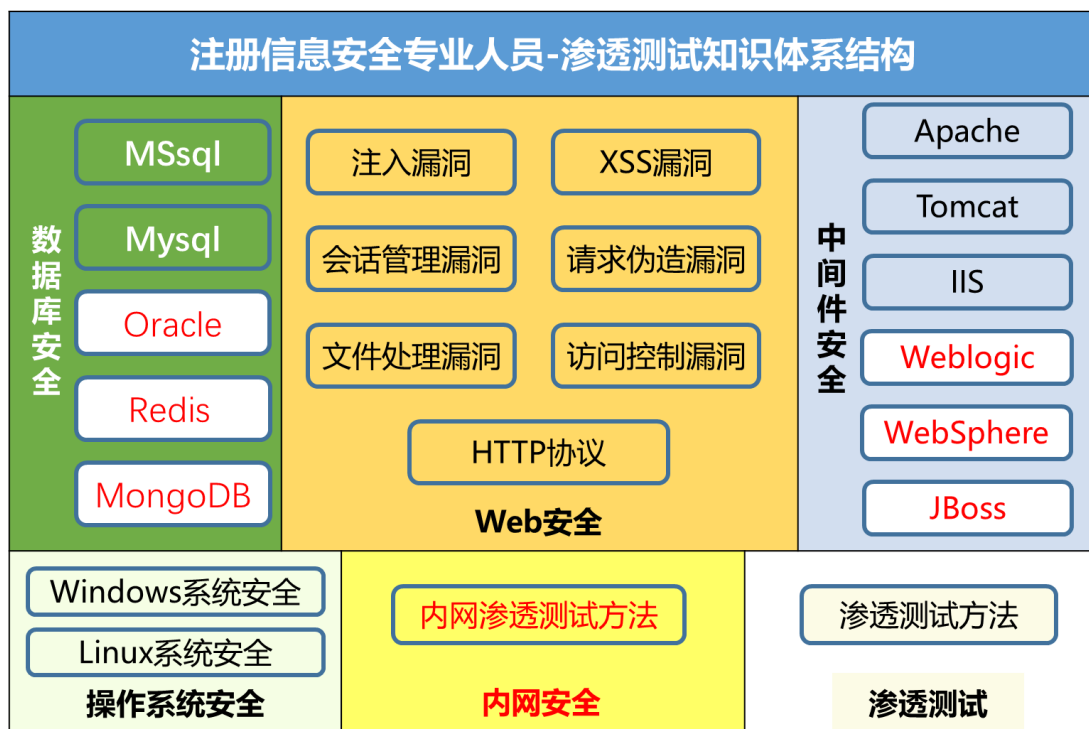 注册信息安全专业人员-渗透测试知识体系结构
数据库安全
MSsql
Mysql
Oracle
Redis
MongoDB
注入漏洞
XSS漏洞
会话管理漏洞
请求伪造漏洞
文件处理漏洞
访问控制漏洞
HTTP协议
Web安全
中间件安全
Apache
Tomcat
IIS
Weblogic
WebSphere
JBoss
Windows系统安全
Linux系统安全
操作系统安全
内网渗透测试方法
内网安全
渗透测试方法
渗透测试